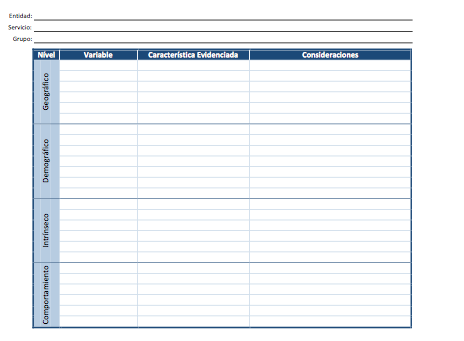 Entidad:
Servicio:
Grupo:
Nivel Variable Característica Evidenciada Consideraciones
Geográfico
Demográfico
Intrínseco
Comportamiento